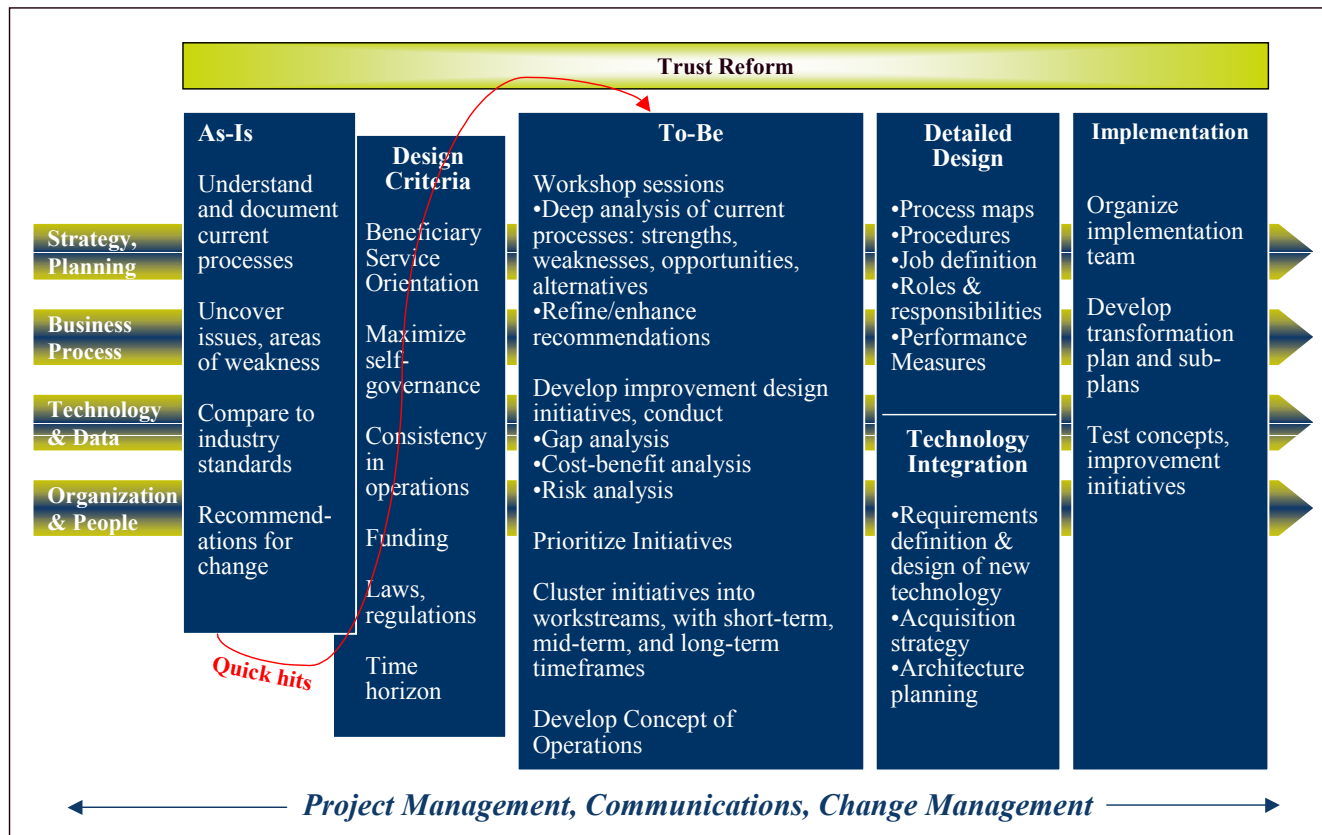 Trust Reform
Strategy,
Planning
Business
Process
Technology
& Data
Organization
& People
As-Is
Understand
and document
current
processes
Uncover
issues, areas
of weakness
Compare to
industry
standards
Recommend-
ations for
change
Quick hits
Design
Criteria
Beneficiary
Service
Orientation
Maximize
self-
governance
Consistency
in
operations
Funding
Laws,
regulations
Time
horizon
To-Be
Workshop sessions
•Deep analysis of current
processes: strengths,
weaknesses, opportunities,
alternatives
•Refine/enhance
recommendations
Develop improvement design
initiatives, conduct
•Gap analysis
•Cost-benefit analysis
•Risk analysis
Prioritize Initiatives
Cluster initiatives into
workstreams, with short-term,
mid-term, and long-term
timeframes
Develop Concept of
Operations
Detailed
Design
•Process maps
•Procedures
•Job definition
•Roles &
responsibilities
•Performance
Measures
Technology
Integration
•Requirements
definition &
design of new
technology
•Acquisition
strategy
•Architecture
planning
Implementation
Organize
implementation
team
Develop
transformation
plan and sub-
plans
Test concepts,
improvement
initiatives
Project Management, Communications, Change Management